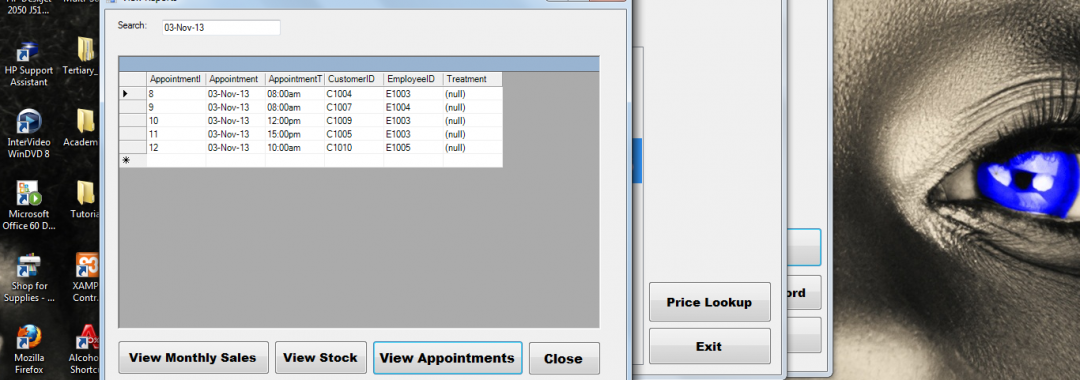 2050 J51...
HP Support
Assistant
Tertiary_
InterVideo
WinDVD 8
Academ
Microsoft
Office 60 D...
Tutoria
Shop for
Supplies - ...
XAMP
Contr.
Mozilla
Firefox
Alcoho
Shortc
Search:
03-Nov-13
AppointmentI Appointment AppointmentT CustomerID EmployeeID Treatment
8 03-Nov-13 08:00am C1004 E1003 (null)
9 03-Nov-13 08:00am C1007 E1004 (null)
10 03-Nov-13 12:00pm C1009 E1003 (null)
11 03-Nov-13 15:00pm C1005 E1003 (null)
12 03-Nov-13 10:00am C1010 E1005 (null)
View Monthly Sales
View Stock
View Appointments
Close
Price Lookup
Exit
ord